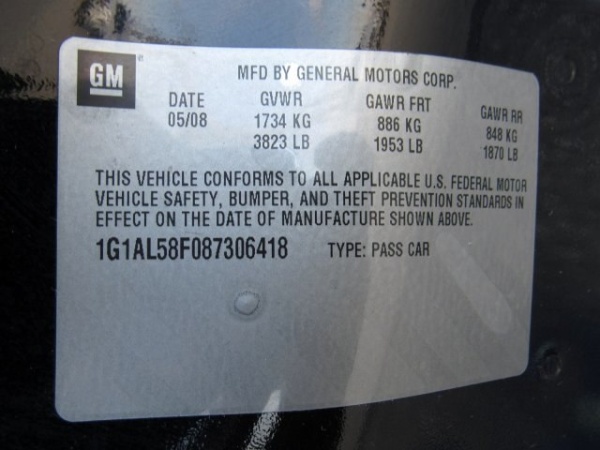 GM
MFD BY GENERAL MOTORS CORP.
DATE GVWR GAWR FRT GAWR RR
05/08 1734 KG 886 KG 848 KG
3823 LB 1953 LB 1870 LB
THIS VEHICLE CONFORMS TO ALL APPLICABLE U.S. FEDERAL MOTOR
VEHICLE SAFETY, BUMPER, AND THEFT PREVENTION STANDARDS IN
EFFECT ON THE DATE OF MANUFACTURE SHOWN ABOVE.
1G1AL58F087306418 TYPE: PASS CAR